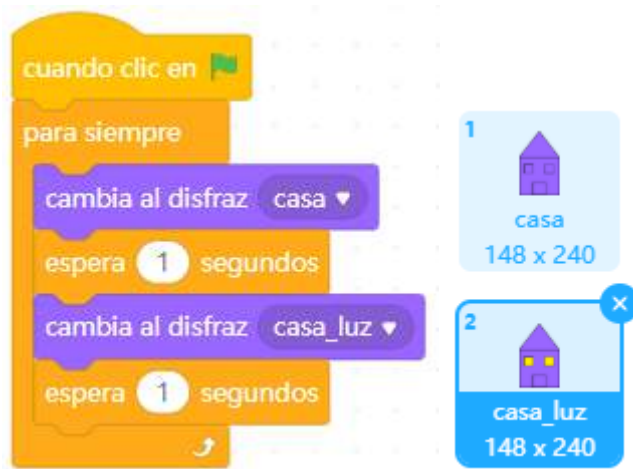 cuando clic en
para siempre
cambia al disfraz casa
espera 1 segundos
cambia al disfraz casa_luz
espera 1 segundos
1
casa
148 x 240
2
casa_luz
148 x 240